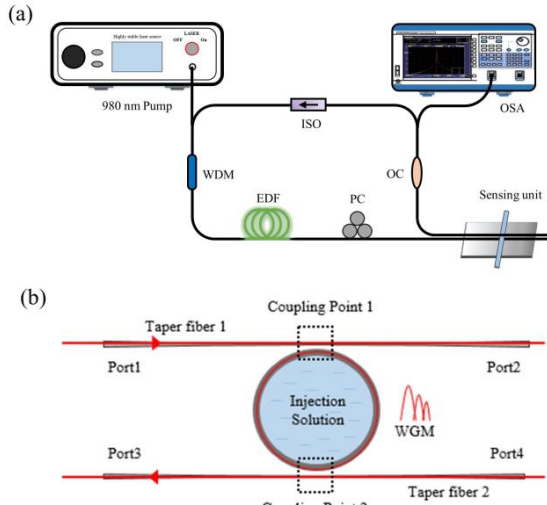 (a)
Highly stable laser source
LASER
OFF
On
980 nm Pump
ISO
OSA
WDM
OC
EDF
PC
Sensing unit
(b)
Coupling Point 1
Taper fiber 1
Port1
Port2
Injection
Solution
WGM
Port3
Port4
Taper fiber 2